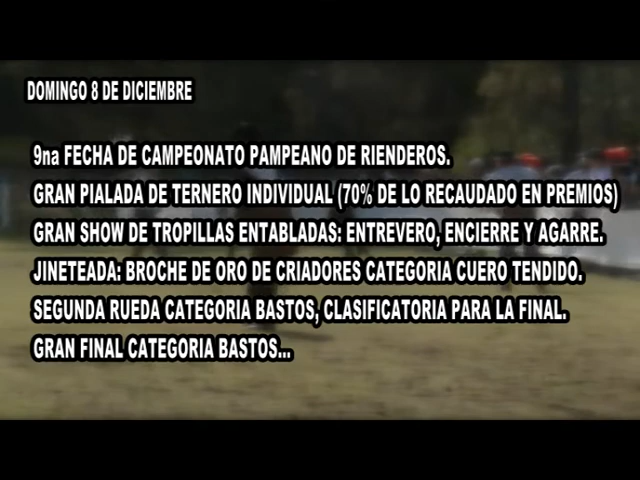 DOMINGO 8 DE DICIEMBRE
9na FECHA DE CAMPEONATO PAMPEANO DE RIENDEROS.
GRAN PIALADA DE TERNERO INDIVIDUAL (70% DE LO RECAUDADO EN PREMIOS)
GRAN SHOW DE TROPILLAS ENTABLADAS: ENTREVERO, ENCIERRE Y AGARRE.
JINETEADA: BROCHE DE ORO DE CRIADORES CATEGORIA CUERO TENDIDO.
SEGUNDA RUEDA CATEGORIA BASTOS, CLASIFICATORIA PARA LA FINAL.
GRAN FINAL CATEGORIA BASTOS...